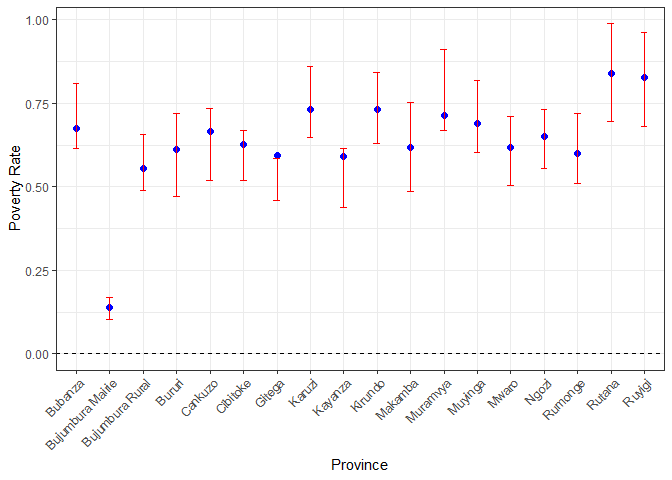 1.00
0.75
0.50
0.25
0.00
Poverty Rate
Bubanza
Bujumbura Mairie
Bujumbura Rural
Bururi
Cankuzo
Cibitoke
Gitega
Karuzi
Kayanza
Kirundo
Makamba
Muramvya
Muyinga
Mwaro
Ngozi
Rumonge
Rutana
Ruyigi
Province